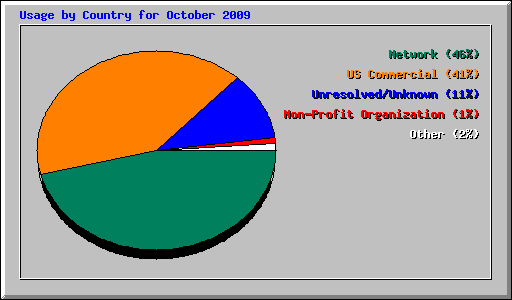 Usage by Country for October 2009
Network (46%)
US Commercial (41%)
Unresolved/Unknown (11%)
Non-Profit Organization (1%)
Other (2%)